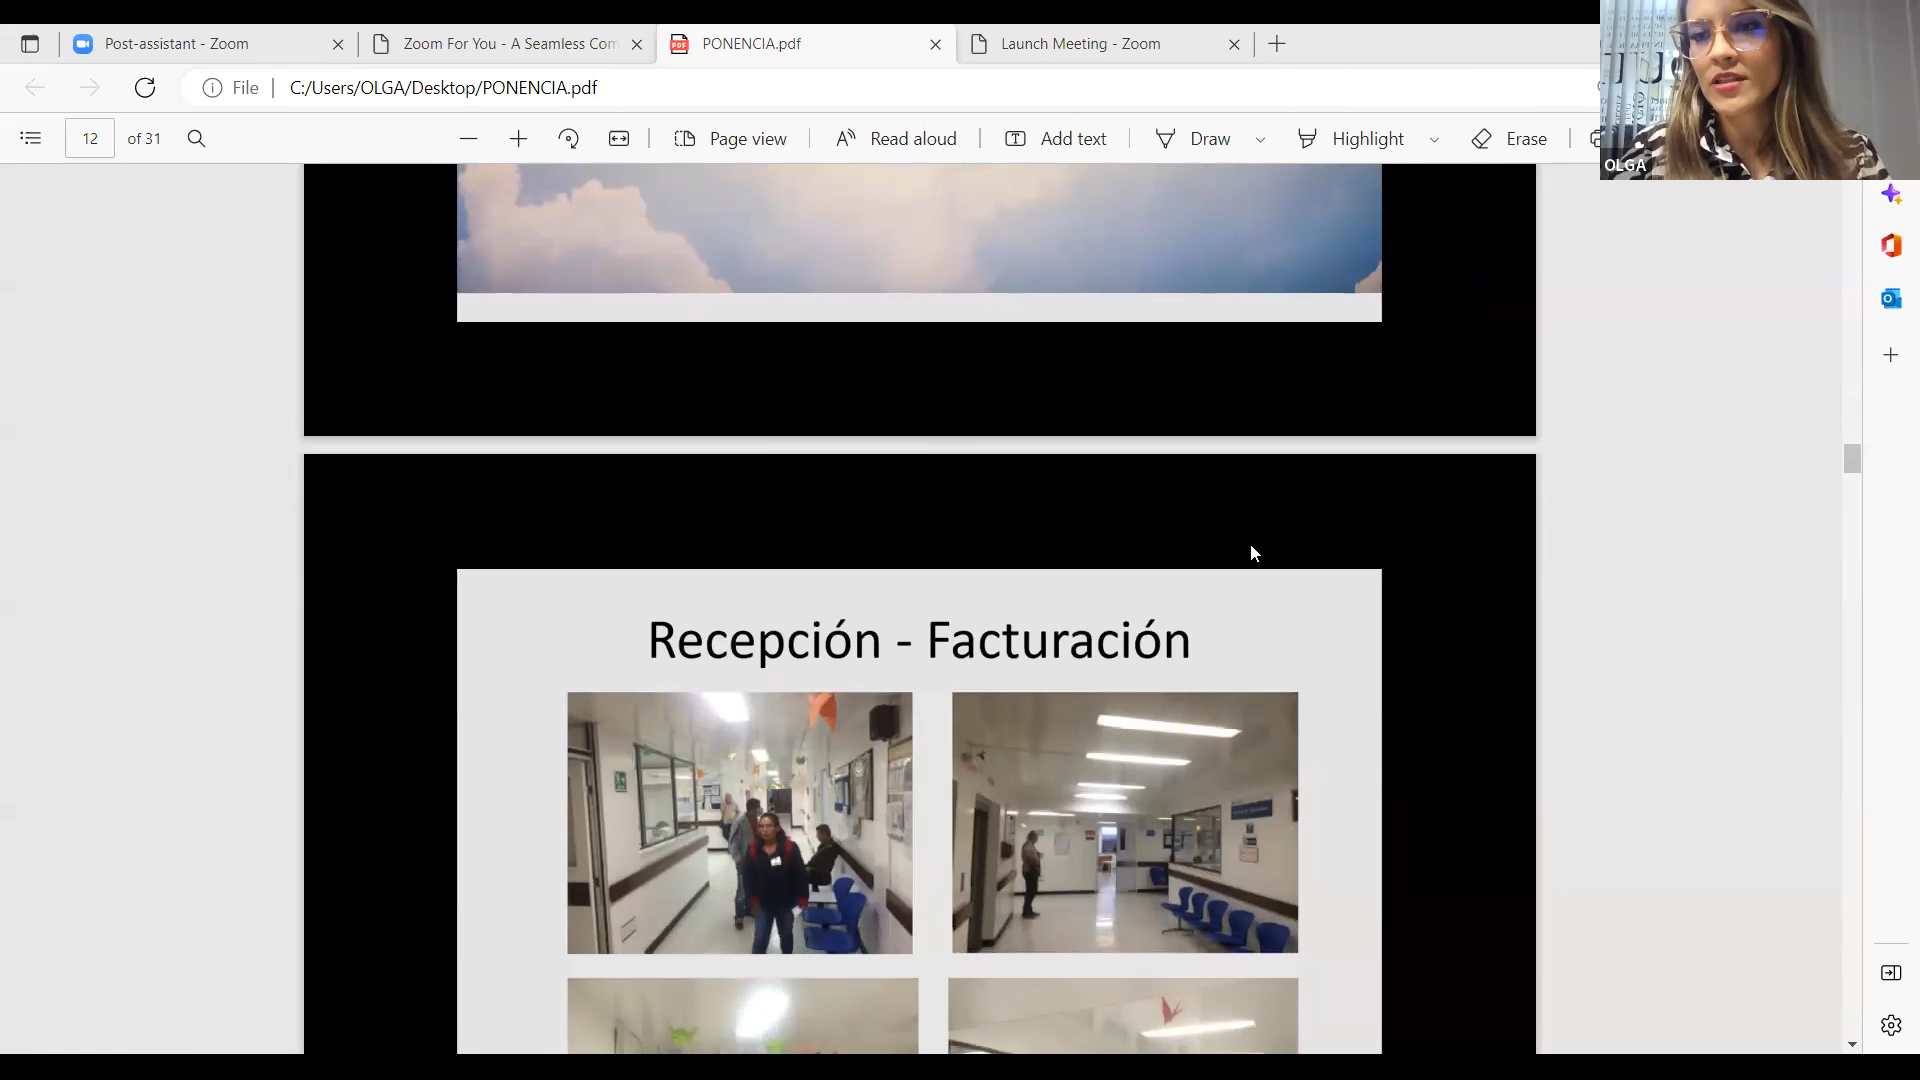 Post-assistant - Zoom
Zoom For You - A Seamless Con
PONENCIA.pdf
Launch Meeting - Zoom
File
C:/Users/OLGA/Desktop/PONENCIA.pdf
12 of 31
Page view
Read aloud
Add text
Draw
Highlight
Erase
OLGA
Recepción - Facturación